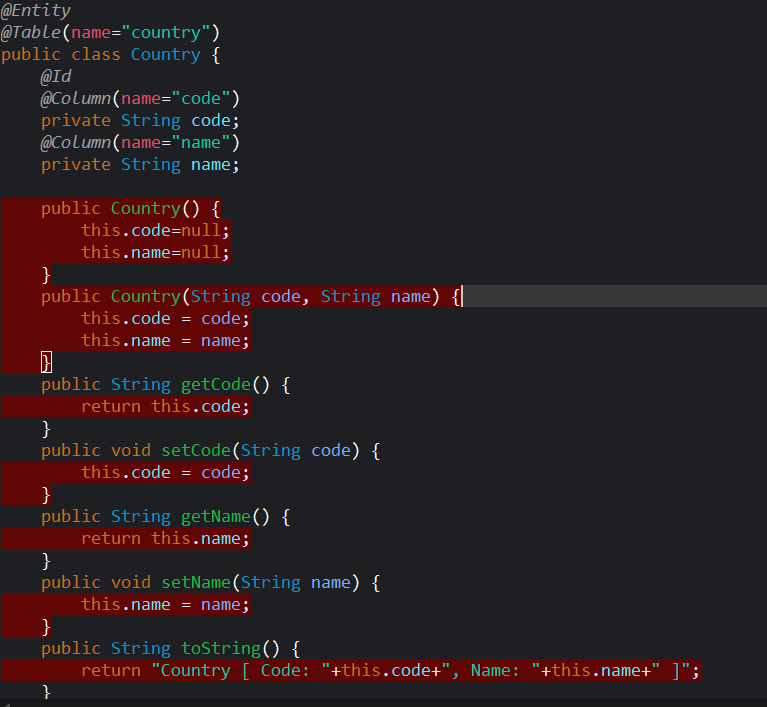 @Entity
@Table(name="country")
public class Country {
    @Id
    @Column(name="code")
    private String code;
    @Column(name="name")
    private String name;

    public Country() {
        this.code=null;
        this.name=null;
    }
    public Country(String code, String name) {
        this.code = code;
        this.name = name;
    }
    public String getCode() {
        return this.code;
    }
    public void setCode(String code) {
        this.code = code;
    }
    public String getName() {
        return this.name;
    }
    public void setName(String name) {
        this.name = name;
    }
    public String toString() {
        return "Country [ Code: "+this.code+", Name: "+this.name+" ]";
    }